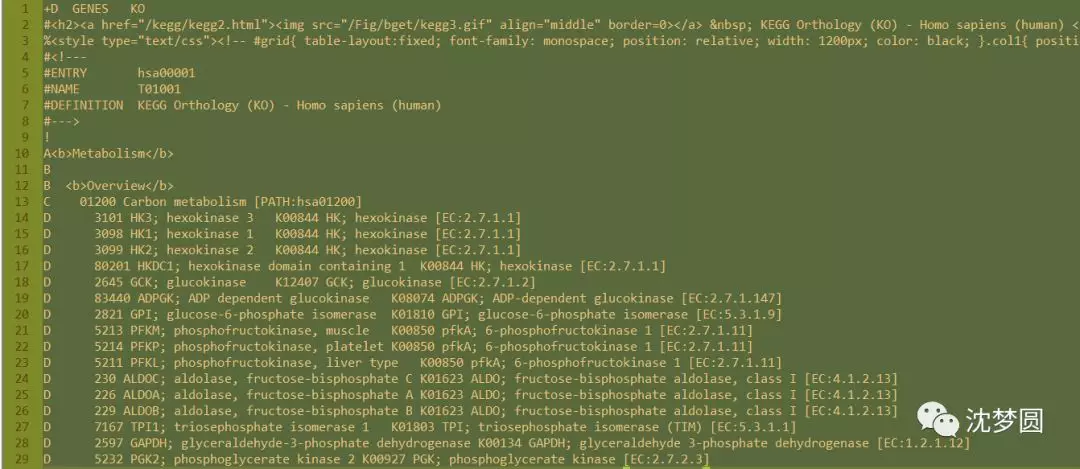 1 +D GENES KO
2 #<h2><a href="/kegg/kegg2.html"><img src="/Fig/bget/kegg3.gif" align="middle" border=0></a> &nbsp; KEGG Orthology (KO) - Homo sapiens (human) <
3 %<style type="text/css"><!-- #grid{ table-layout:fixed; font-family: monospace; position: relative; width: 1200px; color: black; }.col1{ positi
4 #<!---
5 #ENTRY hsa00001
6 #NAME T01001
7 #DEFINITION KEGG Orthology (KO) - Homo sapiens (human)
8 #--->
9 !
10 A<b>Metabolism</b>
11 B
12 B <b>Overview</b>
13 C 01200 Carbon metabolism [PATH:hsa01200]
14 D 3101 HK3; hexokinase 3 K00844 HK; hexokinase [EC:2.7.1.1]
15 D 3098 HK1; hexokinase 1 K00844 HK; hexokinase [EC:2.7.1.1]
16 D 3099 HK2; hexokinase 2 K00844 HK; hexokinase [EC:2.7.1.1]
17 D 80201 HKDC1; hexokinase domain containing 1 K00844 HK; hexokinase [EC:2.7.1.1]
18 D 2645 GCK; glucokinase K12407 GCK; glucokinase [EC:2.7.1.2]
19 D 83440 ADPGK; ADP dependent glucokinase K08074 ADPGK; ADP-dependent glucokinase [EC:2.7.1.147]
20 D 2821 GPI; glucose-6-phosphate isomerase K01810 GPI; glucose-6-phosphate isomerase [EC:5.3.1.9]
21 D 5213 PFKM; phosphofructokinase, muscle K00850 pfkA; 6-phosphofructokinase 1 [EC:2.7.1.11]
22 D 5214 PFKP; phosphofructokinase, platelet K00850 pfkA; 6-phosphofructokinase 1 [EC:2.7.1.11]
23 D 5211 PFKL; phosphofructokinase, liver type K00850 pfkA; 6-phosphofructokinase 1 [EC:2.7.1.11]
24 D 230 ALDOC; aldolase, fructose-bisphosphate C K01623 ALDO; fructose-bisphosphate aldolase, class I [EC:4.1.2.13]
25 D 226 ALDOA; aldolase, fructose-bisphosphate A K01623 ALDO; fructose-bisphosphate aldolase, class I [EC:4.1.2.13]
26 D 229 ALDOB; aldolase, fructose-bisphosphate B K01623 ALDO; fructose-bisphosphate aldolase, class I [EC:4.1.2.13]
27 D 7167 TPI1; triosephosphate isomerase 1 K01803 TPI; triosephosphate isomerase (TIM) [EC:5.3.1.1]
28 D 2597 GAPDH; glyceraldehyde-3-phosphate dehydrogenase K00134 GAPDH; glyceraldehyde 3-phosphate dehydrogenase [EC:1.2.1.12]
29 D 5232 PGK2; phosphoglycerate kinase 2 K00927 PGK; phosphoglycerate kinase [EC:2.7.2.3]
沈梦圆